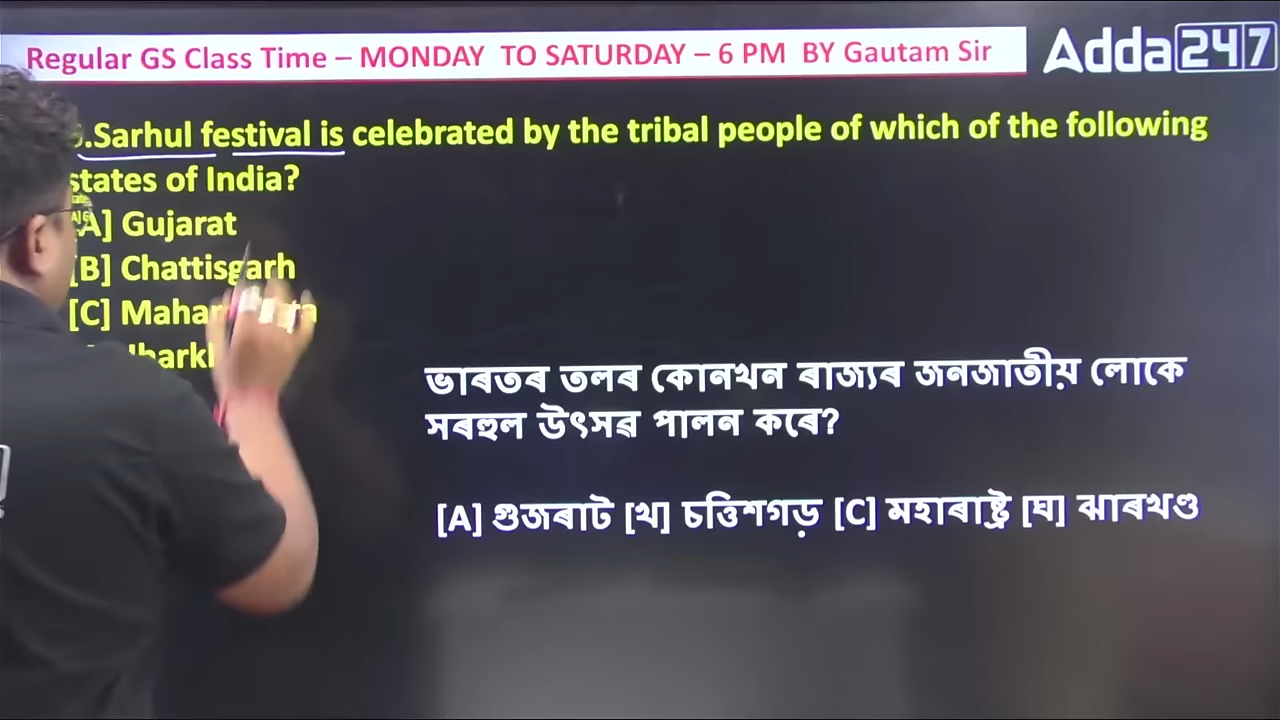 Regular GS Class Time – MONDAY TO SATURDAY – 6 PM BY Gautam Sir
Adda247
.Sarhul festival is celebrated by the tribal people of which of the following
states of India?
[A] Gujarat
[B] Chattisgarh
[C]
ভাৰতৰ তলৰ কোনখন ৰাজ্যৰ জনজাতীয় লোকে
সৰহুল উৎসৱ পালন কৰে?
[A] গুজৰাট [খ] চত্তিশগড় [C] মহাৰাষ্ট্ৰ [ঘ] ঝাৰখণ্ড